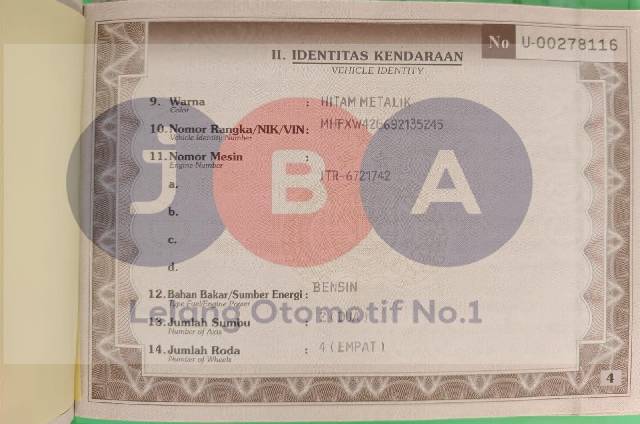 No U-00278116
II. IDENTITAS KENDARAAN
VEHICLE IDENTITY
9. Warna : HITAM METALIK
Color
10. Nomor Rangka/NIK/VIN: MHFXW42G692135245
Vehicle Identity Number
11. Nomor Mesin :
Engine Number
a. 1TR-6721742
b.
c.
d.
JBA
12. Bahan Bakar/Sumber Energi : BENSIN
Type Fuel/Engine Power
Lelang Otomotif No.1
13. Jumlah Sumbu : 2(DUA)
Number of Axis
14. Jumlah Roda : 4(EMPAT)
Number of Wheels
4